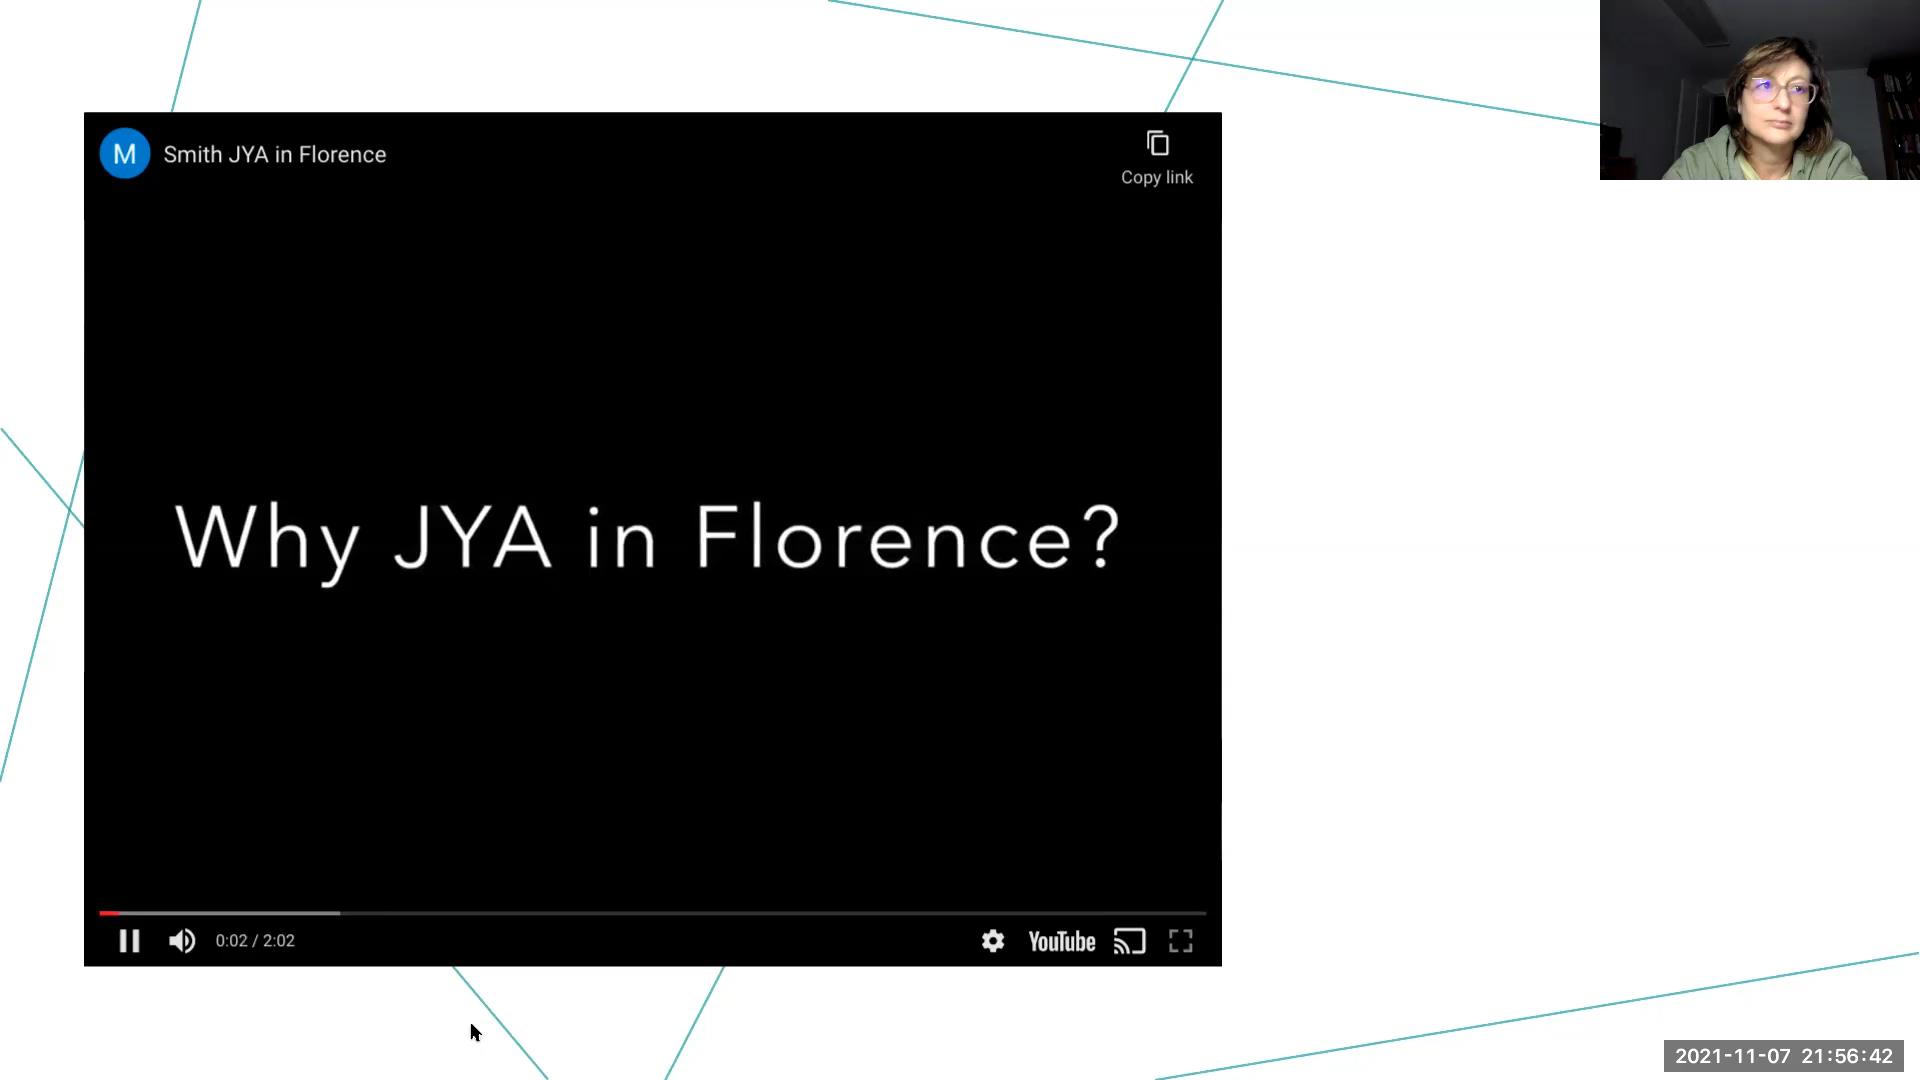 M
Smith JYA in Florence
Copy link
Why JYA in Florence?
0:02 / 2:02
YouTube
2021-11-07 21:56:42